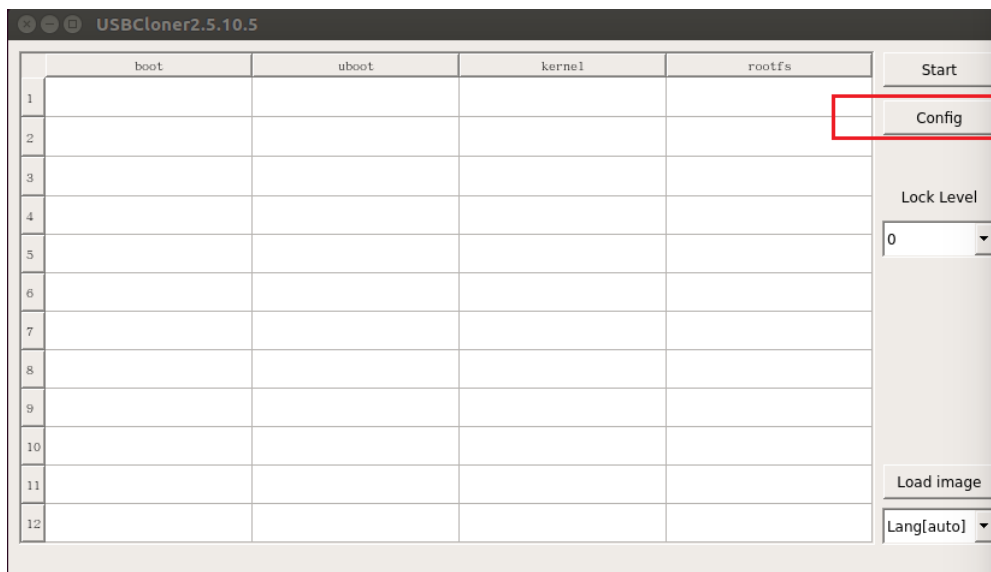 USBCloner2.5.10.5
boot uboot kernel rootfs
Start
1
Config
2
3
Lock Level
4
0
5
6
7
8
9
10
Load image
11
12
Lang[auto]